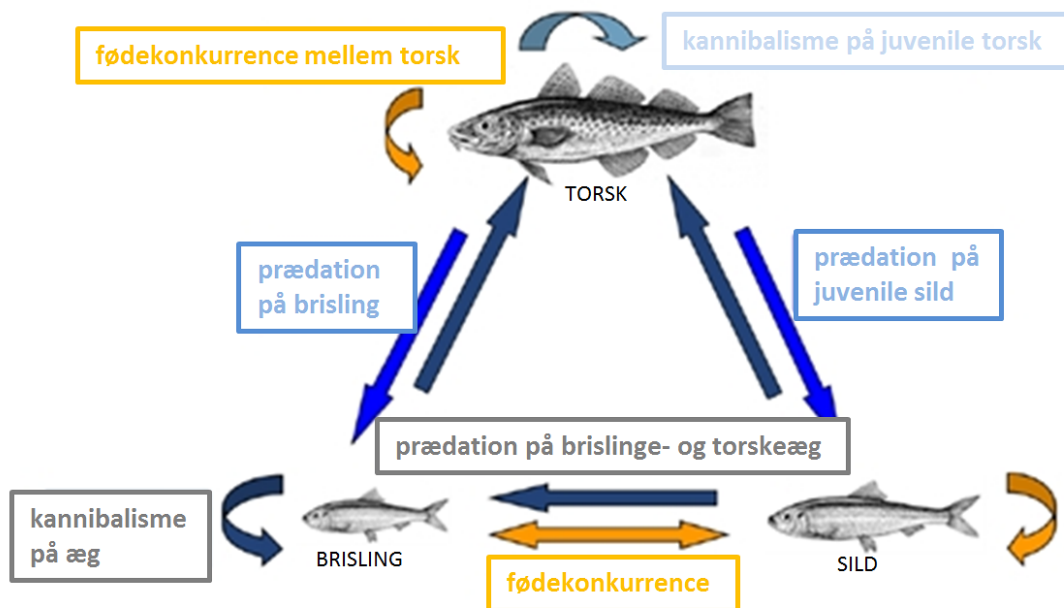 fødekonkurrence mellem torsk
kannibalisme på juvenile torsk
TORSK
prædation
på brisling
prædation på
juvenile sild
prædation på brislinge- og torskeæg
kannibalisme
på æg
BRISLING
SILD
fødekonkurrence